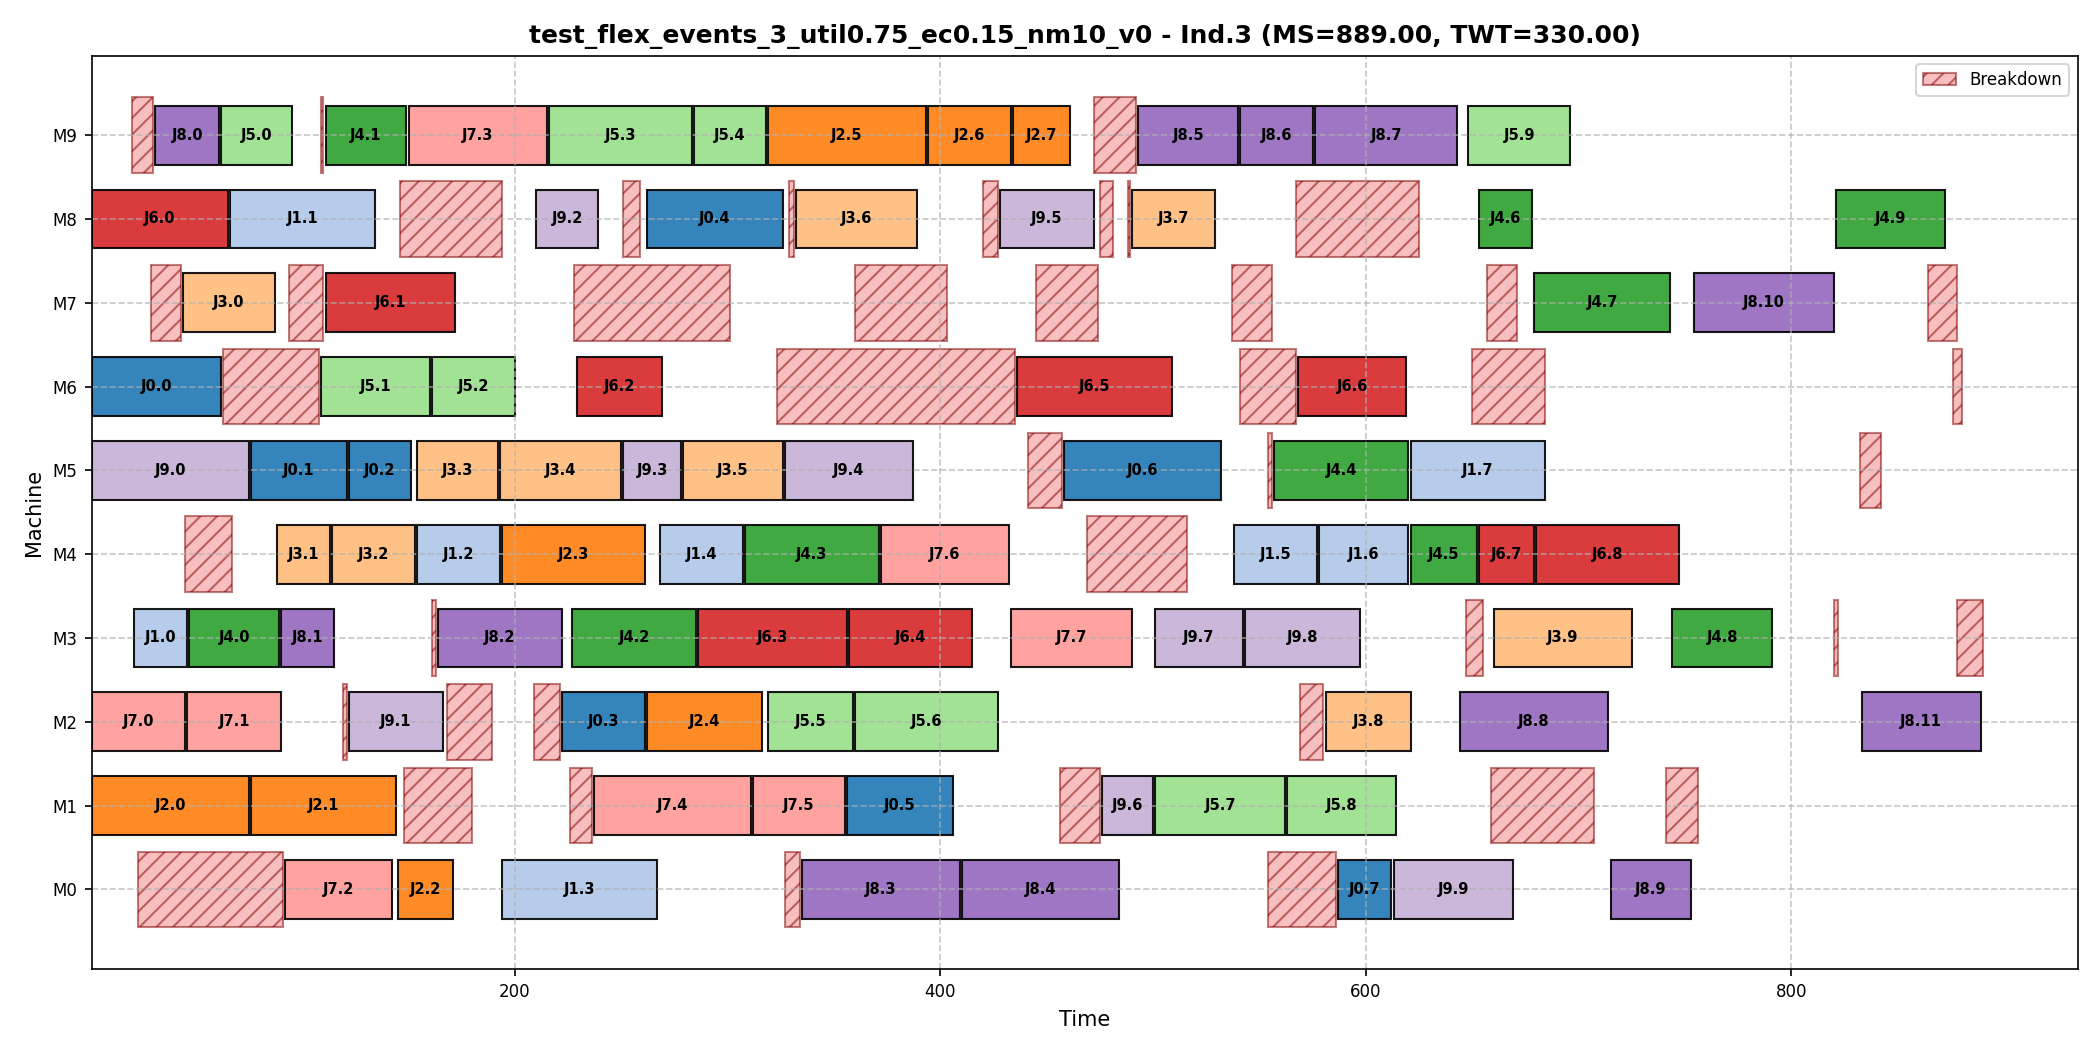 test_flex_events_3_util0.75_ec0.15_nm10_v0 - Ind.3 (MS=889.00, TWT=330.00)
Breakdown
M9 J8.0 J5.0 J4.1 J7.3 J5.3 J5.4 J2.5 J2.6 J2.7 J8.5 J8.6 J8.7 J5.9
M8 J6.0 J1.1 J9.2 J0.4 J3.6 J9.5 J3.7 J4.6 J4.9
M7 J3.0 J6.1 J4.7 J8.10
M6 J0.0 J5.1 J5.2 J6.2 J6.5 J6.6
M5 J9.0 J0.1 J0.2 J3.3 J3.4 J9.3 J3.5 J9.4 J0.6 J4.4 J1.7
M4 J3.1 J3.2 J1.2 J2.3 J1.4 J4.3 J7.6 J1.5 J1.6 J4.5 J6.7 J6.8
M3 J1.0 J4.0 J8.1 J8.2 J4.2 J6.3 J6.4 J7.7 J9.7 J9.8 J3.9 J4.8
M2 J7.0 J7.1 J9.1 J0.3 J2.4 J5.5 J5.6 J3.8 J8.8 J8.11
M1 J2.0 J2.1 J7.4 J7.5 J0.5 J9.6 J5.7 J5.8
M0 J7.2 J2.2 J1.3 J8.3 J8.4 J0.7 J9.9 J8.9
Machine
200 400 600 800
Time